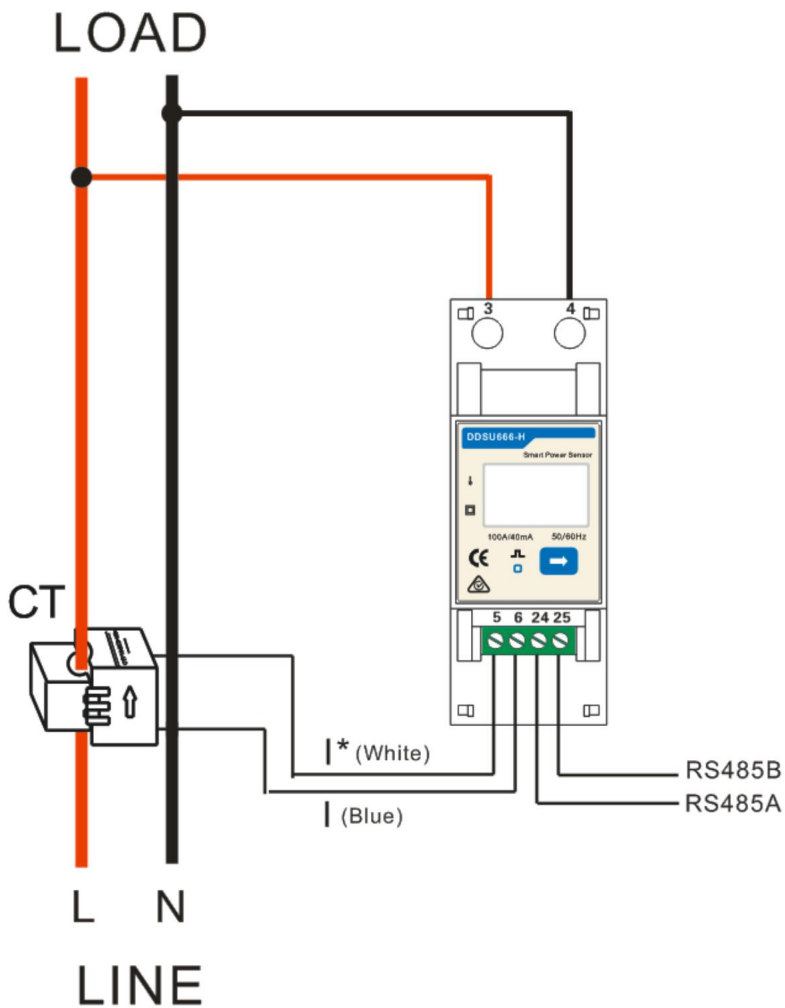 LOAD
3 4
DDSU666-H
Smart Power Sensor
100A/40mA 50/60Hz
CE
CT
5 6 24 25
I* (White)
I (Blue)
RS485B
RS485A
L N
LINE